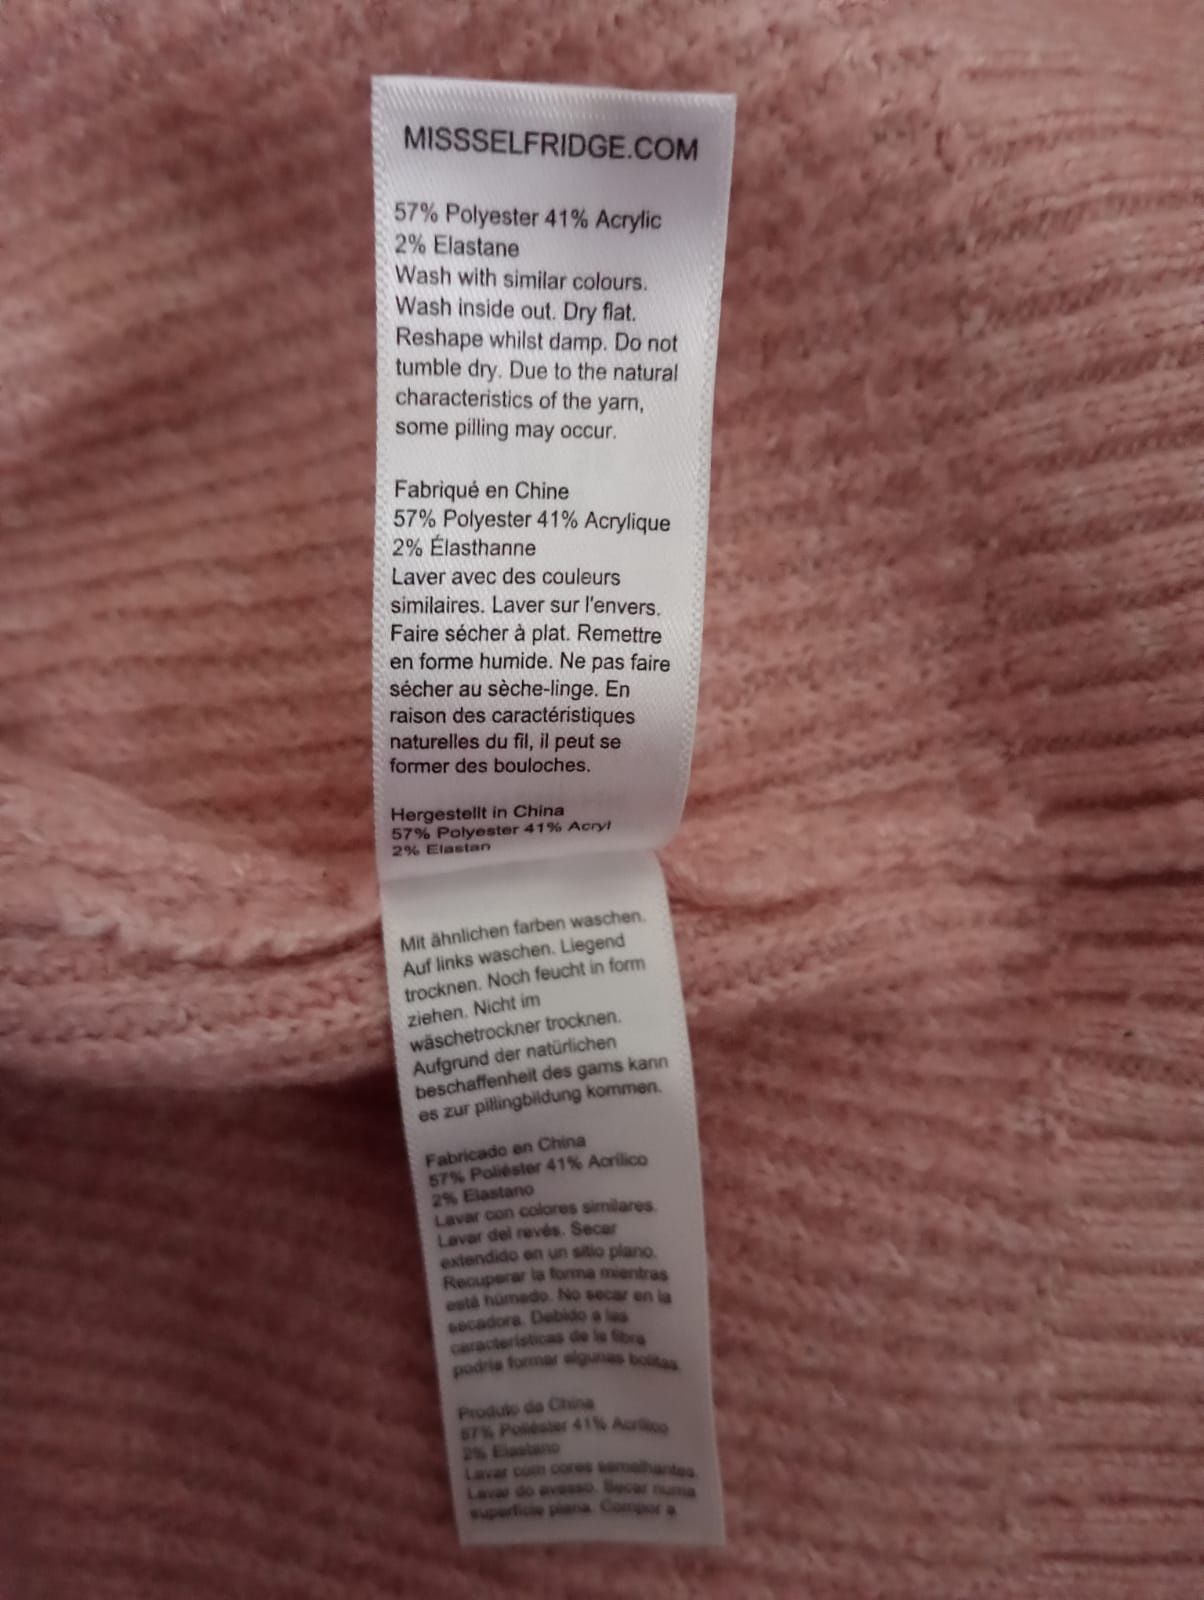 MISSSELFRIDGE.COM
57% Polyester 41% Acrylic
2% Elastane
Wash with similar colours.
Wash inside out. Dry flat.
Reshape whilst damp. Do not
tumble dry. Due to the natural
characteristics of the yarn,
some pilling may occur.
Fabriqué en Chine
57% Polyester 41% Acrylique
2% Élasthanne
Laver avec des couleurs
similaires. Laver sur l'envers.
Faire sécher à plat. Remettre
en forme humide. Ne pas faire
sécher au sèche-linge. En
raison des caractéristiques
naturelles du fil, il peut se
former des bouloches.
Hergestellt in China
57% Polyester 41% Acryl
2% Elastan
Mit ähnlichen farben waschen.
Auf links waschen. Liegend
trocknen. Noch feucht in form
ziehen. Nicht im
wäschetrockner trocknen.
Aufgrund der natürlichen
beschaffenheit des garns kann
es zur pillingbildung kommen.
Fabricado en China
57% Poliéster 41% Acrílico
2% Elastano
Lavar con colores similares.
Lavar del revés. Secar
extendido en un sitio plano.
Recuperar la forma mientras
está húmedo. No secar en la
secadora. Debido a las
características de la fibra
podría formar algunas bolitas.
Produto da China
57% Poliéster 41% Acrílico
2% Elastano
Lavar com cores semelhantes.
Lavar do avesso. Secar numa
superfície plana. Compor a